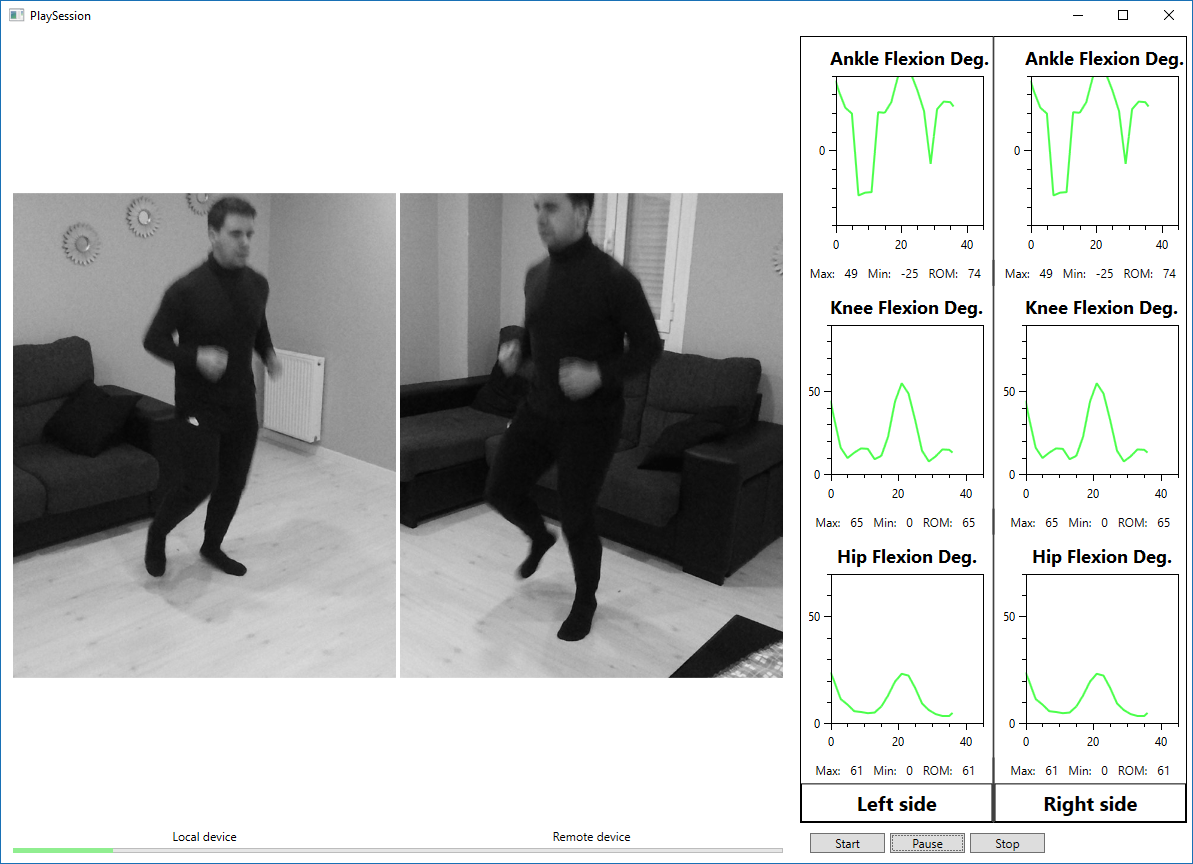 PlaySession
Ankle Flexion Deg. Ankle Flexion Deg.
0 0
0 20 40 0 20 40
Max: 49 Min: -25 ROM: 74 Max: 49 Min: -25 ROM: 74
Knee Flexion Deg. Knee Flexion Deg.
50 50
0 0
0 20 40 0 20 40
Max: 65 Min: 0 ROM: 65 Max: 65 Min: 0 ROM: 65
Hip Flexion Deg. Hip Flexion Deg.
50 50
0 0
0 20 40 0 20 40
Max: 61 Min: 0 ROM: 61 Max: 61 Min: 0 ROM: 61
Left side Right side
Local device Remote device
Start Pause Stop